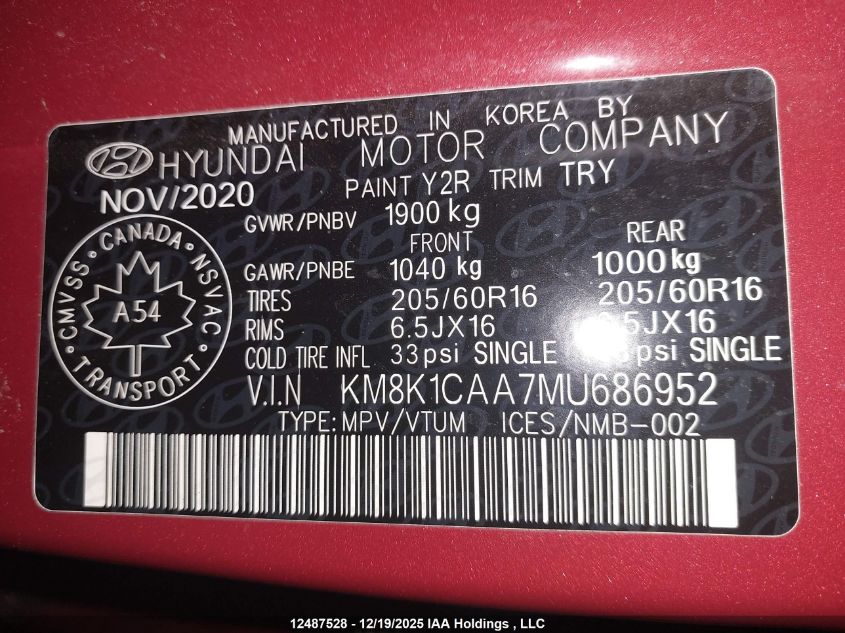 MANUFACTURED IN KOREA BY
HYUNDAI MOTOR COMPANY
NOV/2020 PAINT Y2R TRIM TRY
GVWR/PNBV 1900 kg
FRONT REAR
GAWR/PNBE 1040 kg 1000 kg
TIRES 205/60R16 205/60R16
RIMS 6.5JX16 6.5JX16
COLD TIRE INFL 33psi SINGLE psi SINGLE
V.I.N KM8K1CAA7MU686952
TYPE:MPV/VTUM ICES/NMB-002
CMVSS · CANADA · NSVAC · TRANSPORT ·
A54
12487528 - 12/19/2025 IAA Holdings , LLC